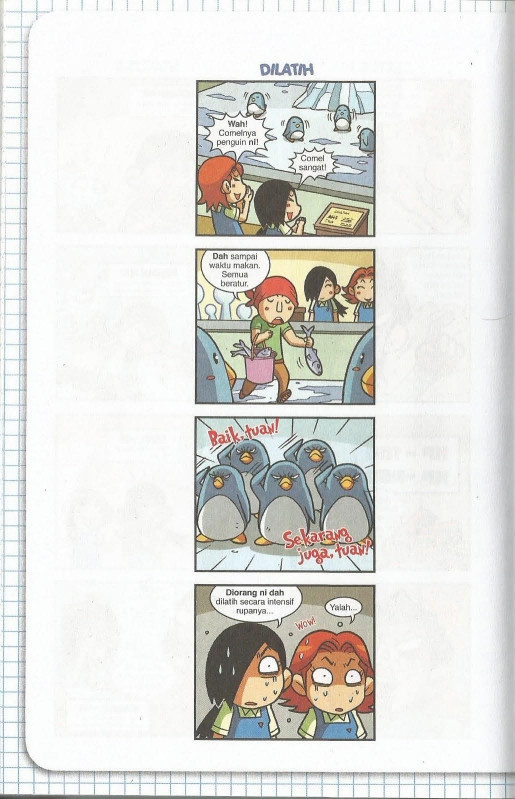 DILATIH
Wah!
Comelnya
penguin ni!
Comel
sangat!
Dah sampai
waktu makan.
Semua
beratur.
Baik, tuan!
Sekarang
juga, tuan!
Diorang ni dah
dilatih secara intensif
rupanya...
WOW!
Yalah...